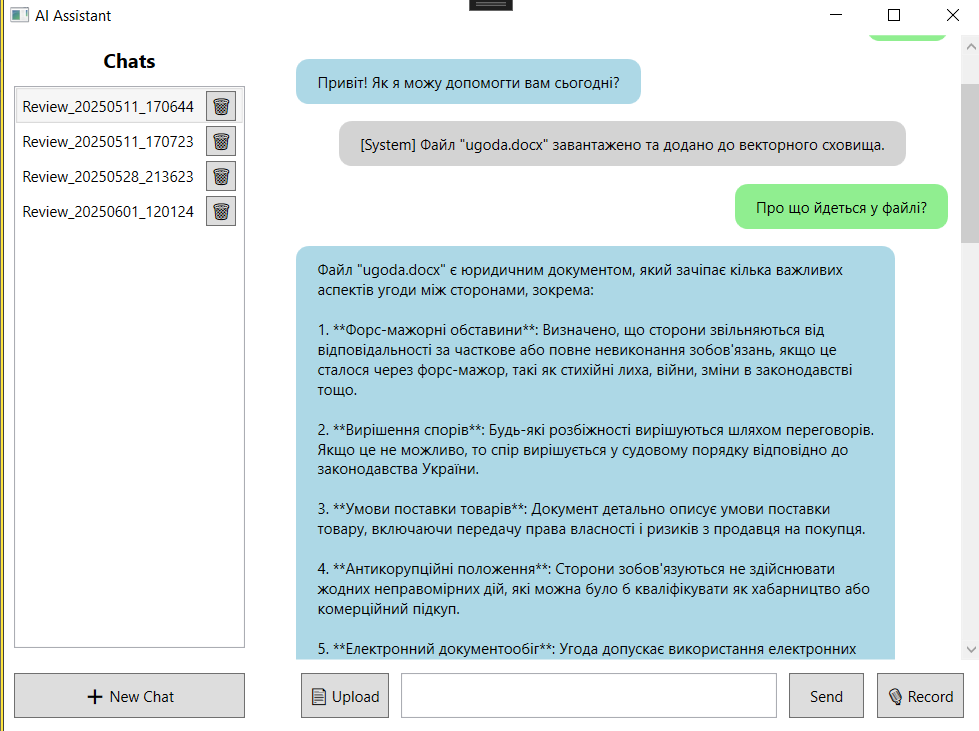 AI Assistant
Chats
Review_20250511_170644
Review_20250511_170723
Review_20250528_213623
Review_20250601_120124
New Chat
Привіт! Як я можу допомогти вам сьогодні?
[System] Файл "ugoda.docx" завантажено та додано до векторного сховища.
Про що йдеться у файлі?
Файл "ugoda.docx" є юридичним документом, який зачіпає кілька важливих
аспектів угоди між сторонами, зокрема:
1. **Форс-мажорні обставини**: Визначено, що сторони звільняються від
відповідальності за часткове або повне невиконання зобов'язань, якщо це
сталося через форс-мажор, такі як стихійні лиха, війни, зміни в законодавстві
тощо.
2. **Вирішення спорів**: Будь-які розбіжності вирішуються шляхом переговорів.
Якщо це не можливо, то спір вирішується у судовому порядку відповідно до
законодавства України.
3. **Умови поставки товарів**: Документ детально описує умови поставки
товару, включаючи передачу права власності і ризиків з продавця на покупця.
4. **Антикорупційні положення**: Сторони зобов'язуються не здійснювати
жодних неправомірних дій, які можна було б кваліфікувати як хабарництво або
комерційний підкуп.
5. **Електронний документообіг**: Угода допускає використання електронних
Upload
Send
Record